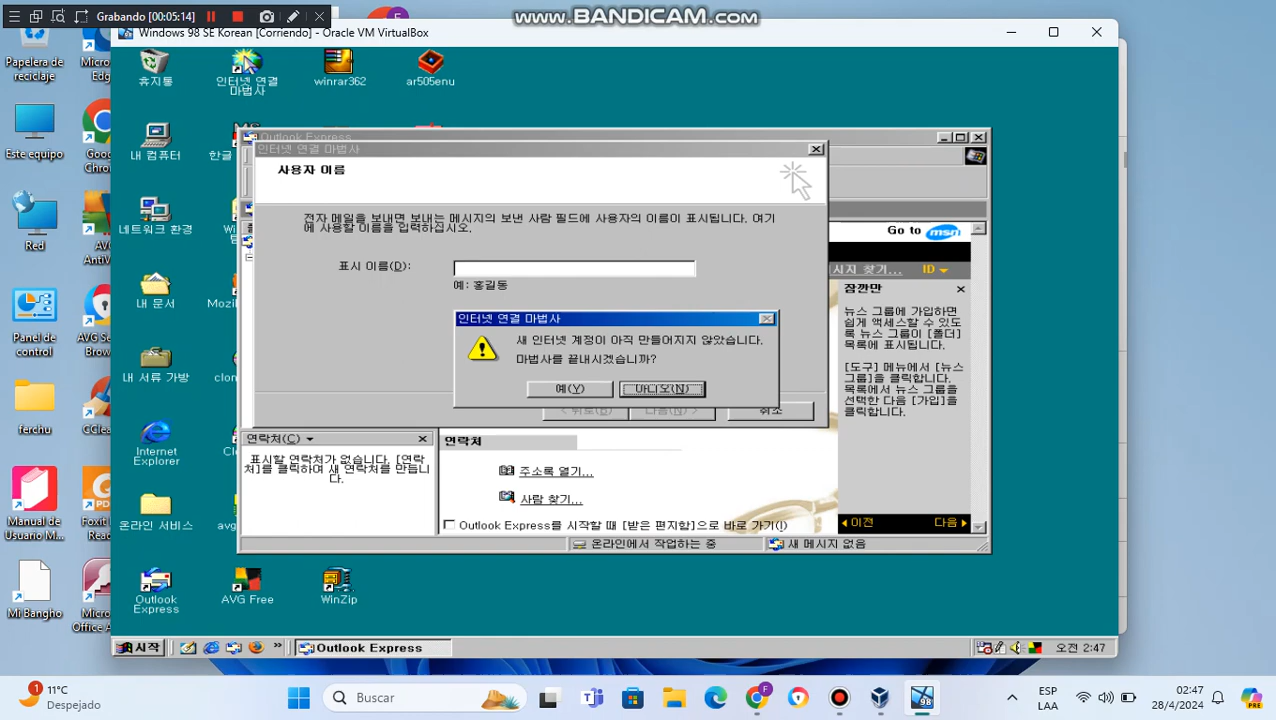 Grabando 00:05:14
www.BANDICAM.com
Windows 98 SE Korean [Corriendo] - Oracle VM VirtualBox
Papelera de
reciclaje
Este equipo
Red
Panel de
control
ferchu
Manual de
Usuario M...
Mi Bangho
휴지통
인터넷 연결
마법사
winrar362
ar505enu
내 컴퓨터
네트워크 환경
내 문서
내 서류 가방
Internet
Explorer
온라인 서비스
Outlook
Express
AVG Free
WinZip
Outlook Express
인터넷 연결 마법사
사용자 이름
전자 메일을 보내면 보내는 메시지의 보낸 사람 필드에 사용자의 이름이 표시됩니다. 여기
에 사용할 이름을 입력하십시오.
표시 이름(D):
예: 홍길동
인터넷 연결 마법사
새 인터넷 계정이 아직 만들어지지 않았습니다.
마법사를 끝내시겠습니까?
예(Y)
아니오(N)
< 뒤로(B)
다음(N) >
취소
Go to msn
시지 찾기... ID
잠깐만
뉴스 그룹에 가입하면
쉽게 액세스할 수 있도
록 뉴스 그룹이 [폴더]
목록에 표시됩니다.
[도구] 메뉴에서 [뉴스
그룹]을 클릭합니다.
목록에서 뉴스 그룹을
선택한 다음 [가입]을
클릭합니다.
이전 다음
연락처(C)
표시할 연락처가 없습니다. [연락
처]를 클릭하여 새 연락처를 만듭니
다.
연락처
주소록 열기...
사람 찾기...
Outlook Express를 시작할 때 [받은 편지함]으로 바로 가기(I)
온라인에서 작업하는 중
새 메시지 없음
시작
Outlook Express
오전 2:47
11°C
Despejado
Buscar
ESP
LAA
02:47
28/4/2024